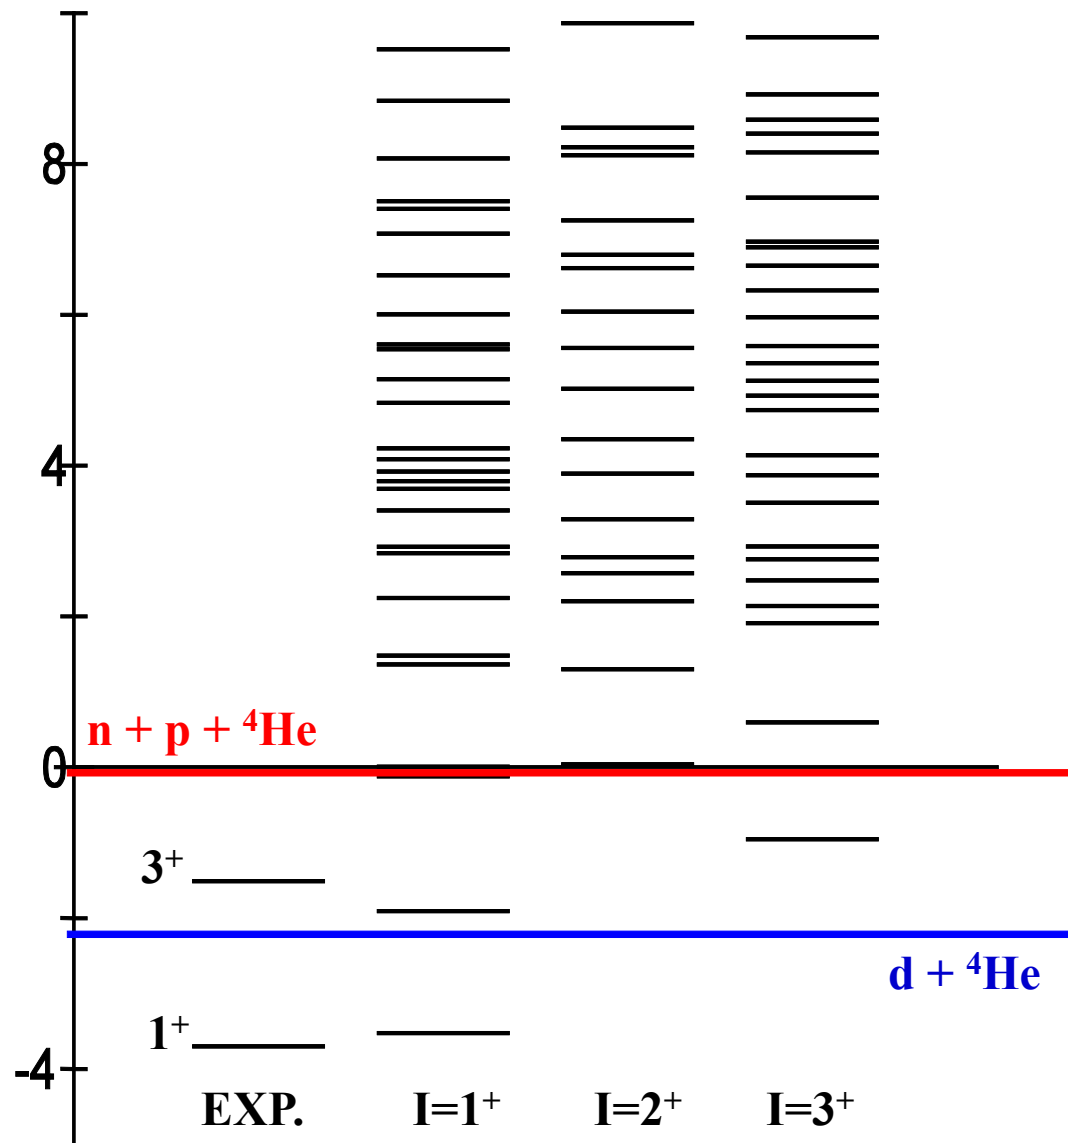 8
4
n + p + ⁴He
0
3⁺
d + ⁴He
1⁺
-4
EXP. I=1⁺ I=2⁺ I=3⁺